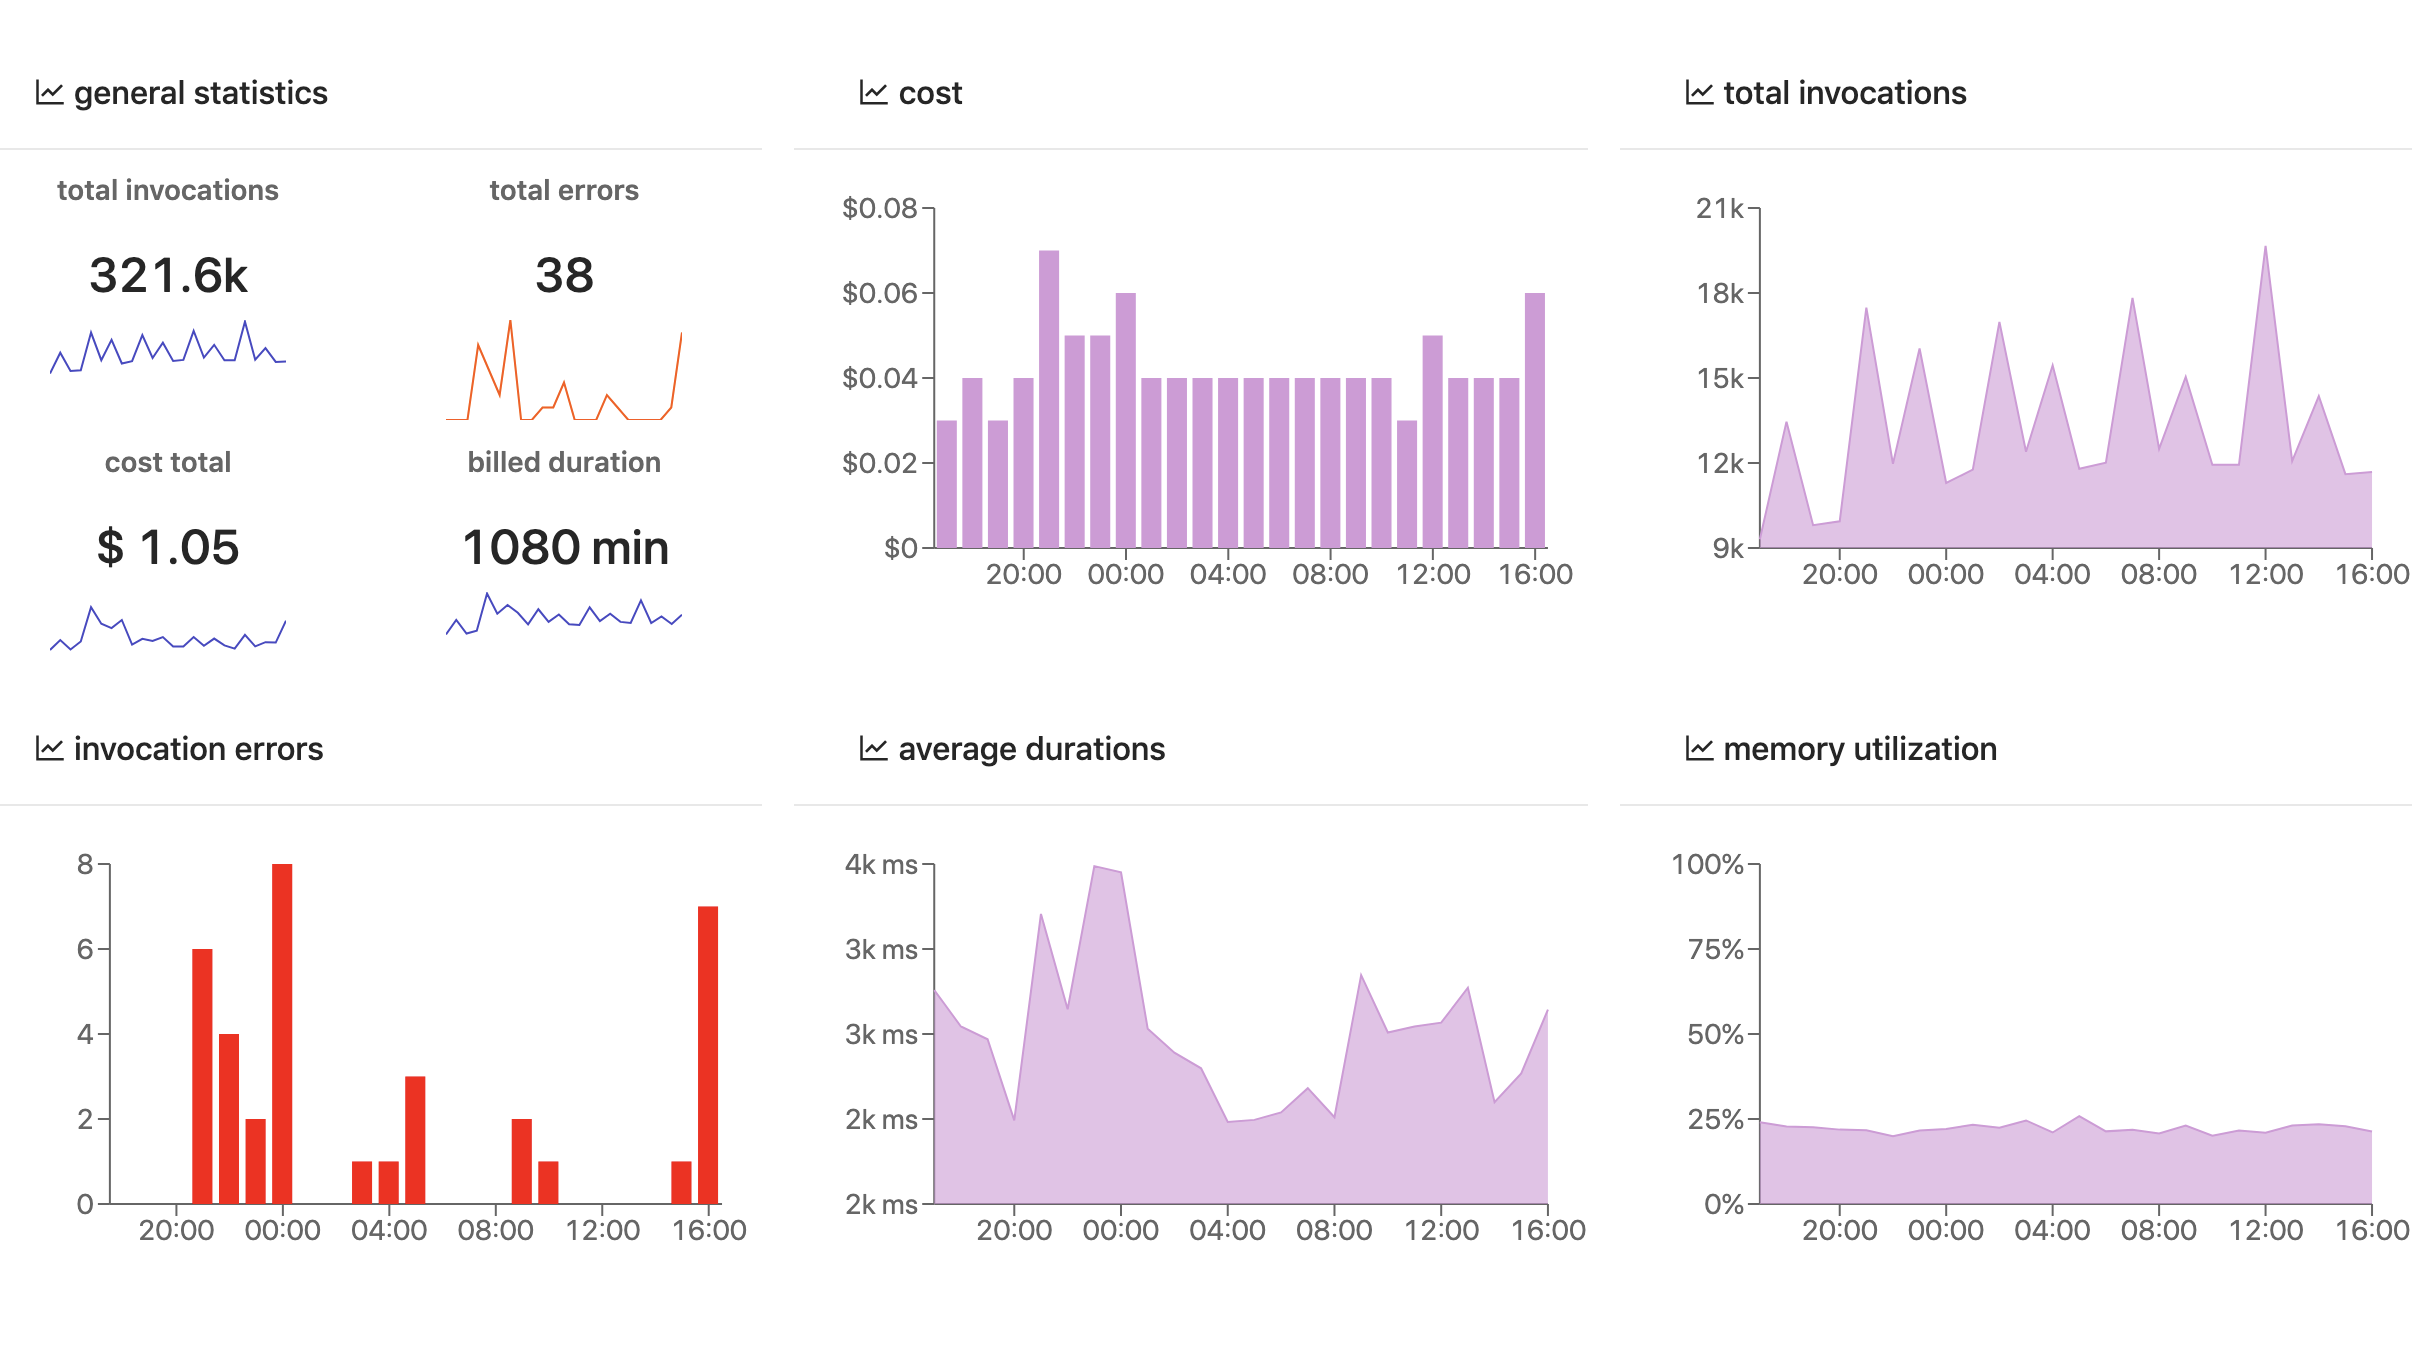 general statistics
total invocations
321.6k
total errors
38
cost total
$ 1.05
billed duration
1080 min
cost
$0.08
$0.06
$0.04
$0.02
$0
20:00 00:00 04:00 08:00 12:00 16:00
total invocations
21k
18k
15k
12k
9k
20:00 00:00 04:00 08:00 12:00 16:00
invocation errors
8
6
4
2
0
20:00 00:00 04:00 08:00 12:00 16:00
average durations
4k ms
3k ms
3k ms
2k ms
2k ms
20:00 00:00 04:00 08:00 12:00 16:00
memory utilization
100%
75%
50%
25%
0%
20:00 00:00 04:00 08:00 12:00 16:00